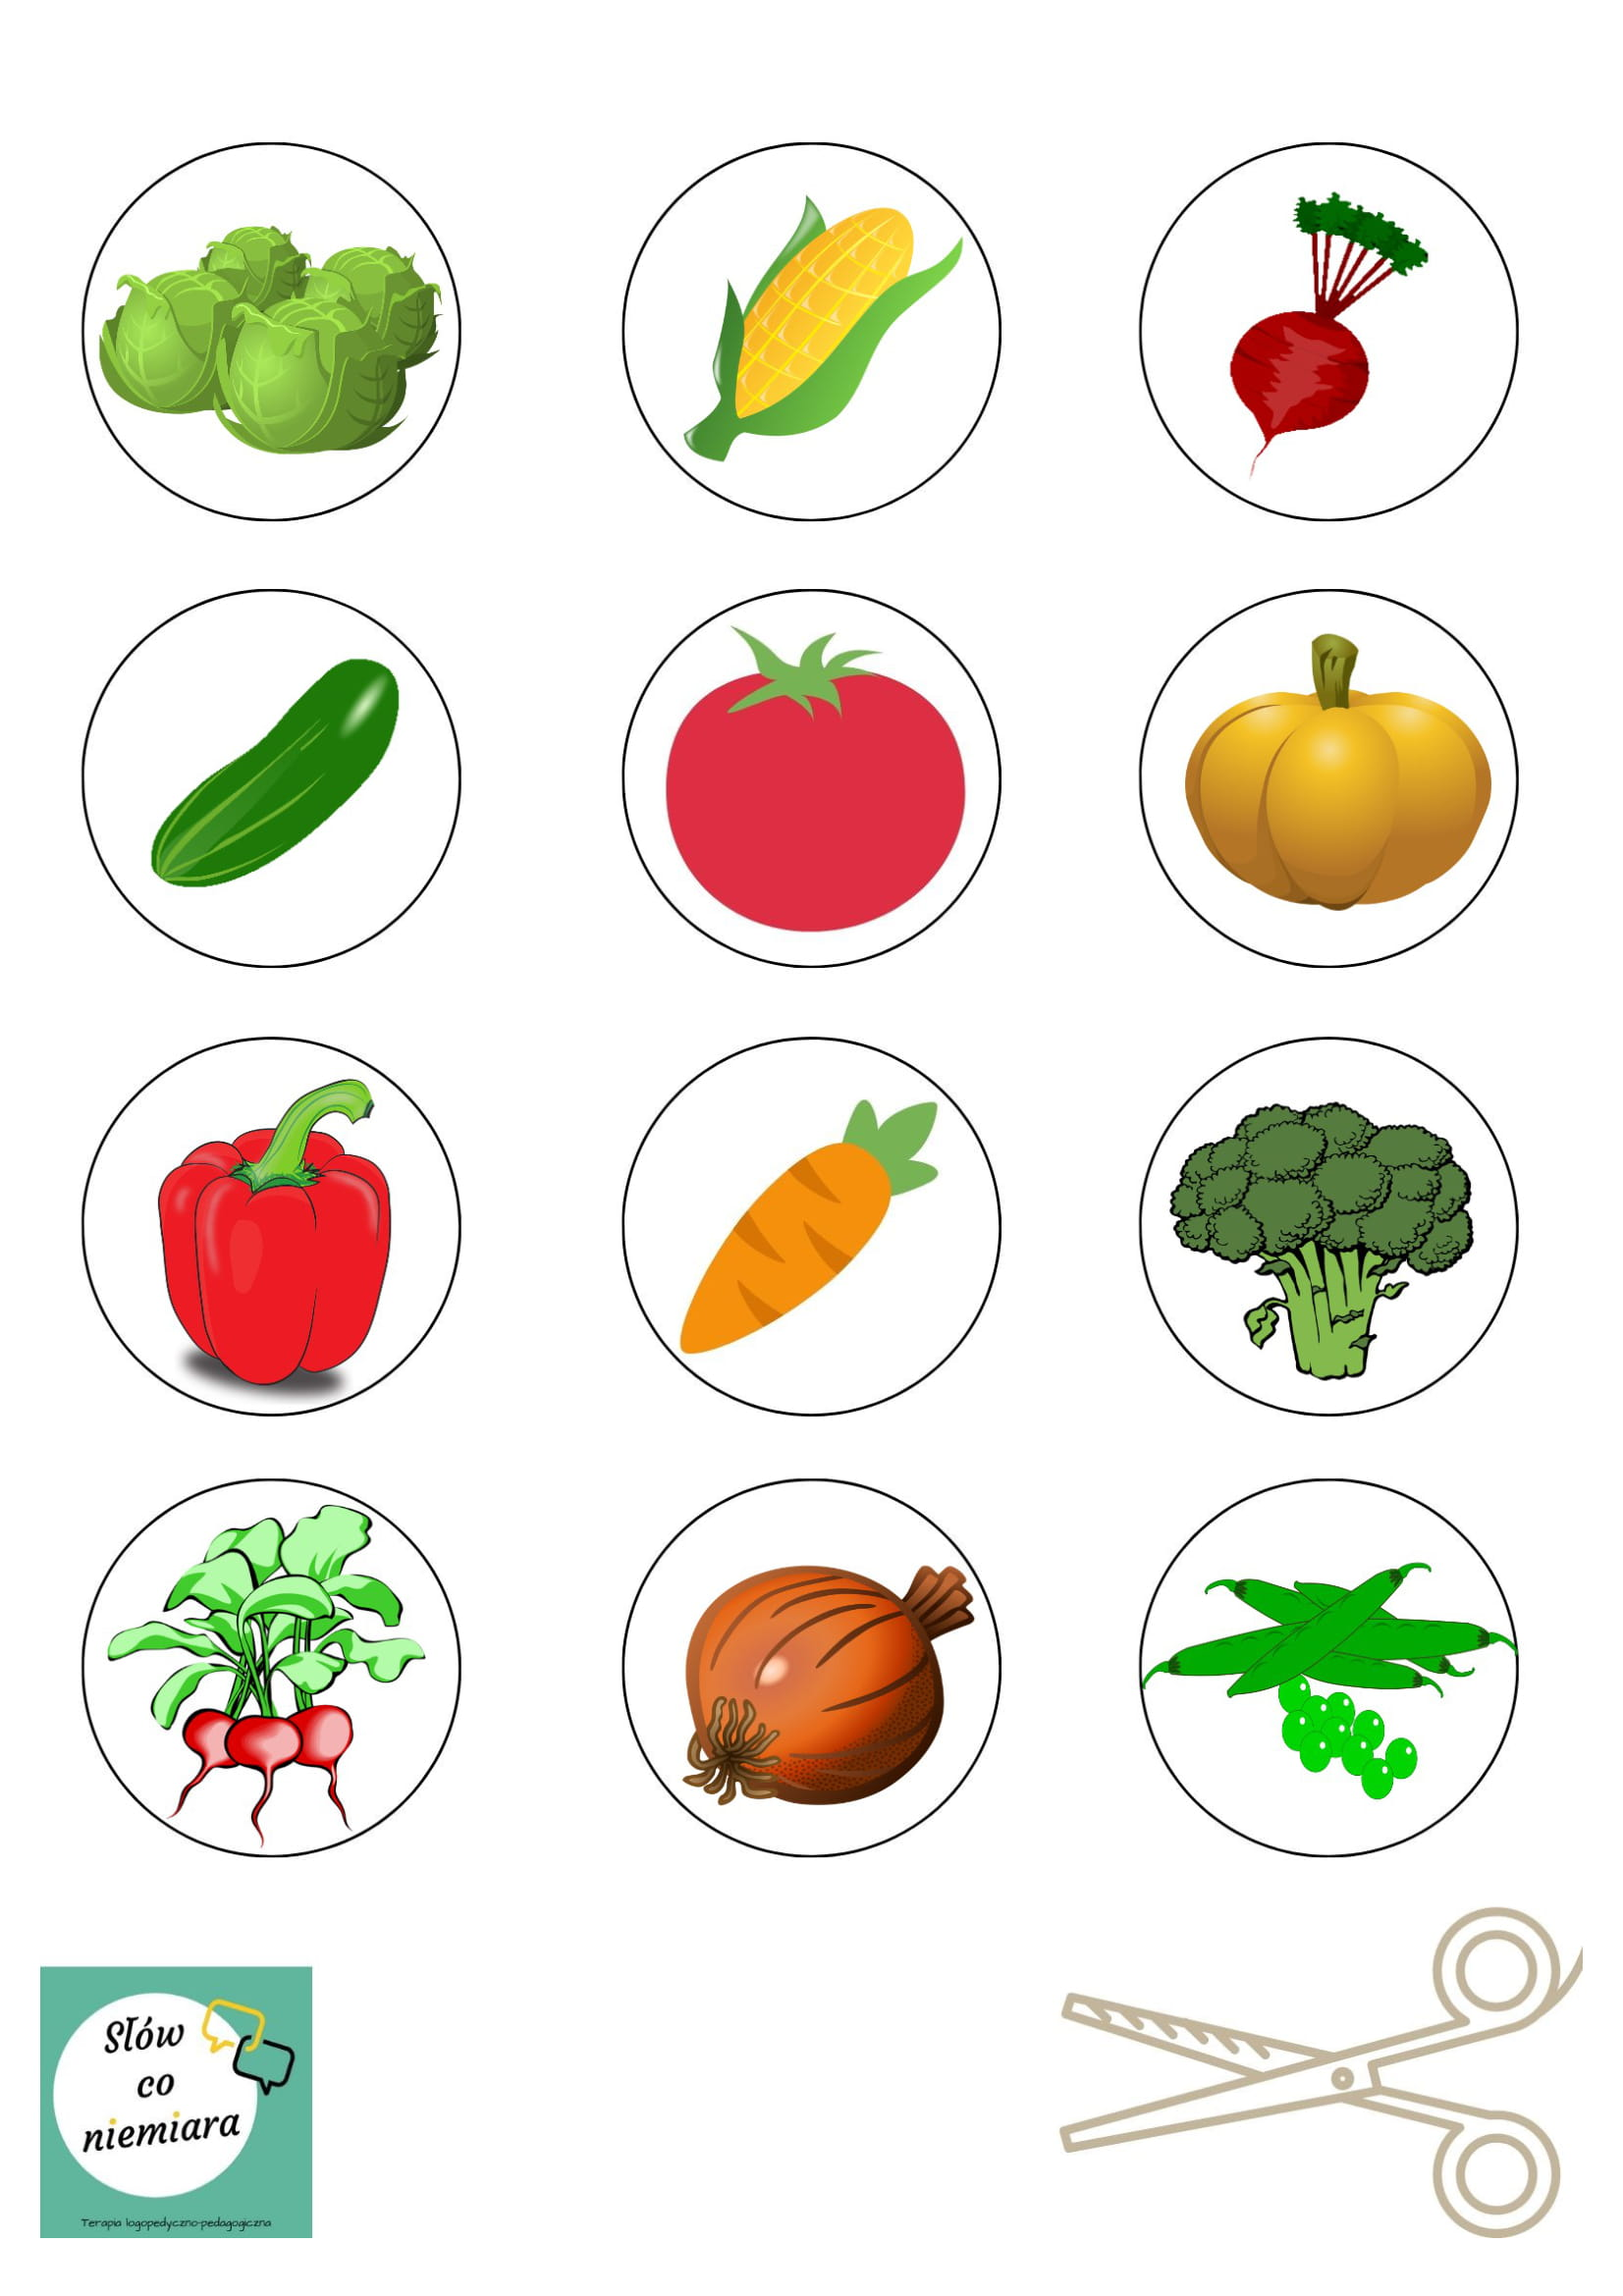 Słów
co
niemiara
Terapia logopedyczno-pedagogiczna